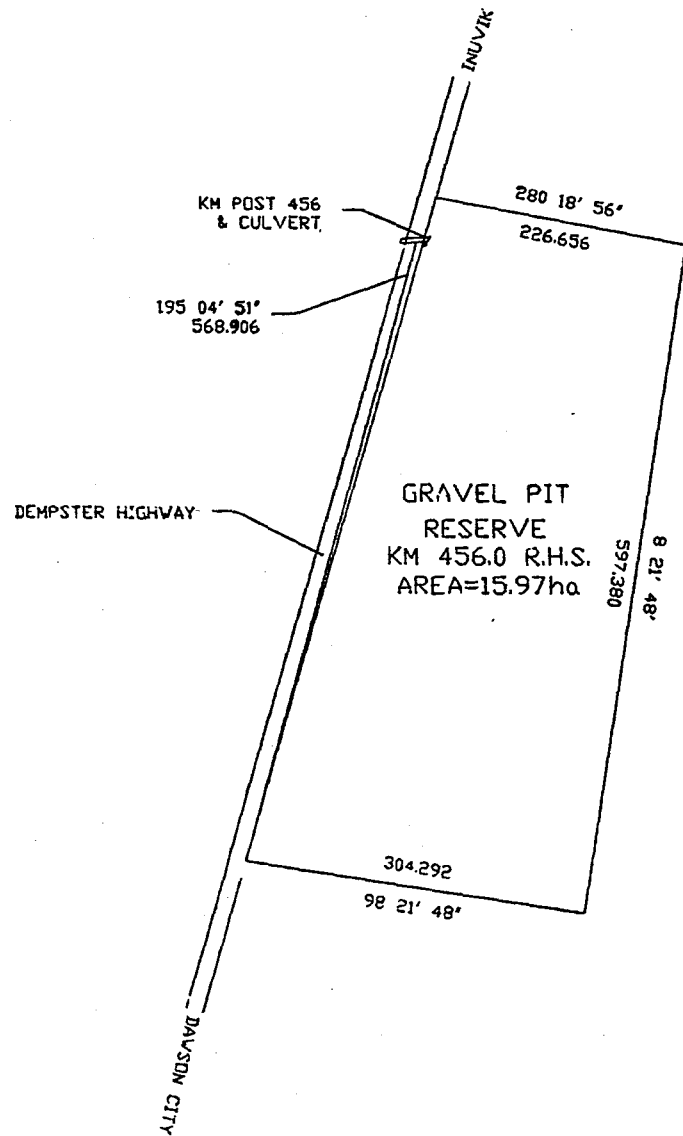 INUVIK
KM POST 456
& CULVERT,
280 18' 56"
226.656
195 04' 51"
568.906
DEMPSTER HIGHWAY
GRAVEL PIT
RESERVE
KM 456.0 R.H.S.
AREA=15.97ha
8 21' 48'
597.380
304.292
98 21' 48"
DAWSON CITY